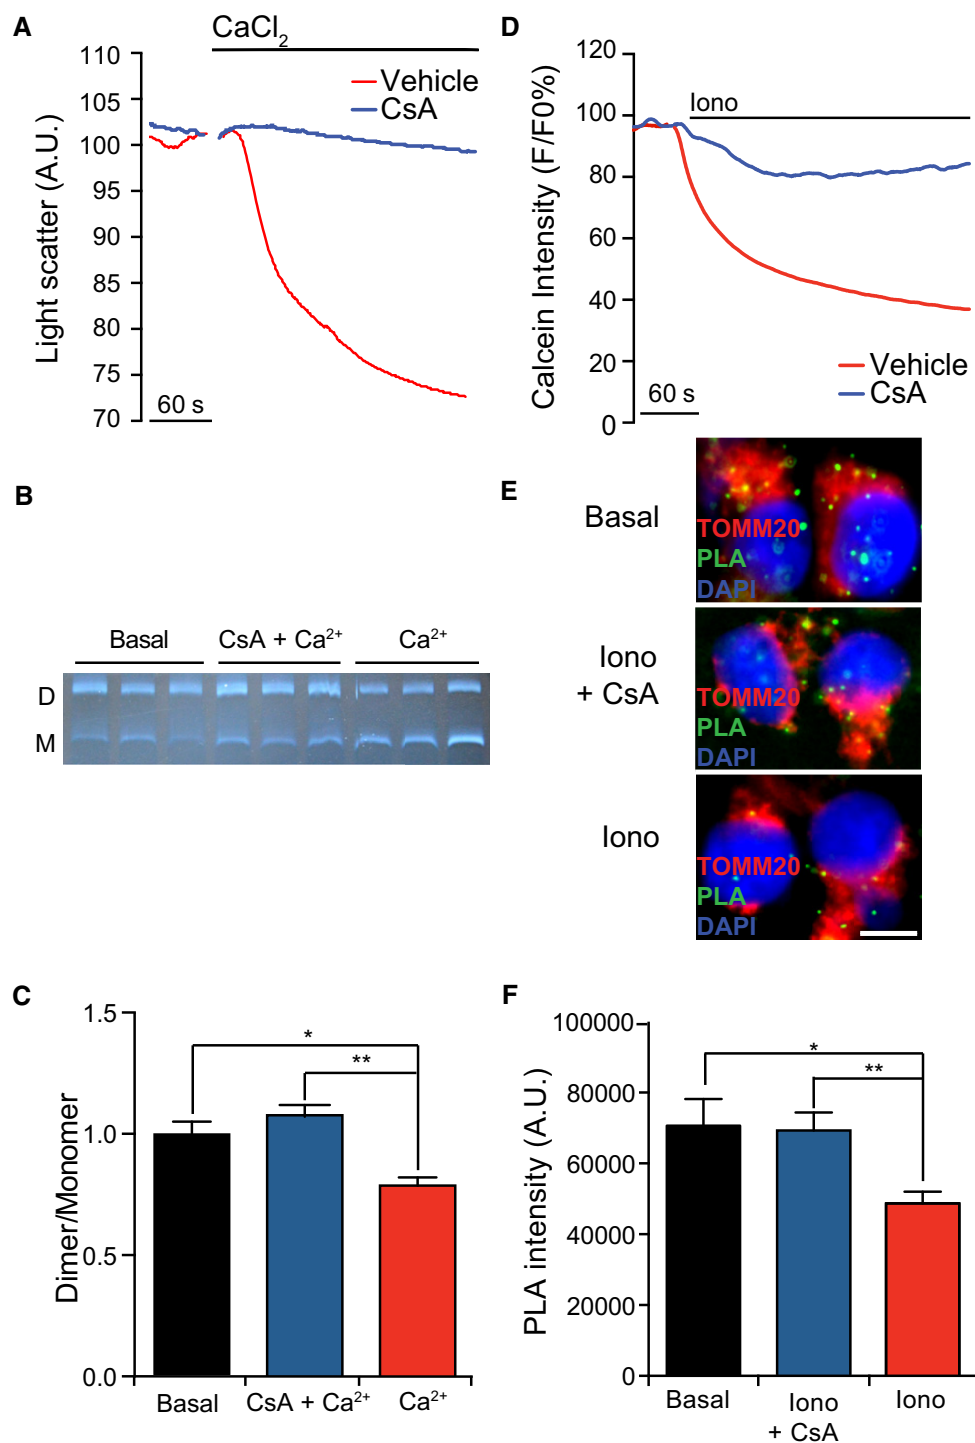 A
CaCl2
110
105
100
95
90
85
80
75
70
Light scatter (A.U.)
Vehicle
CsA
60 s
B
Basal
CsA + Ca2+
Ca2+
D
M
C
1.5
1.0
0.5
0.0
Dimer/Monomer
*
**
Basal
CsA + Ca2+
Ca2+
D
120
100
80
60
40
20
0
Calcein Intensity (F/F0%)
Iono
Vehicle
CsA
60 s
E
Basal
TOMM20
PLA
DAPI
Iono
+ CsA
TOMM20
PLA
DAPI
Iono
TOMM20
PLA
DAPI
F
100000
80000
60000
40000
20000
0
PLA intensity (A.U.)
*
**
Basal
Iono
+ CsA
Iono